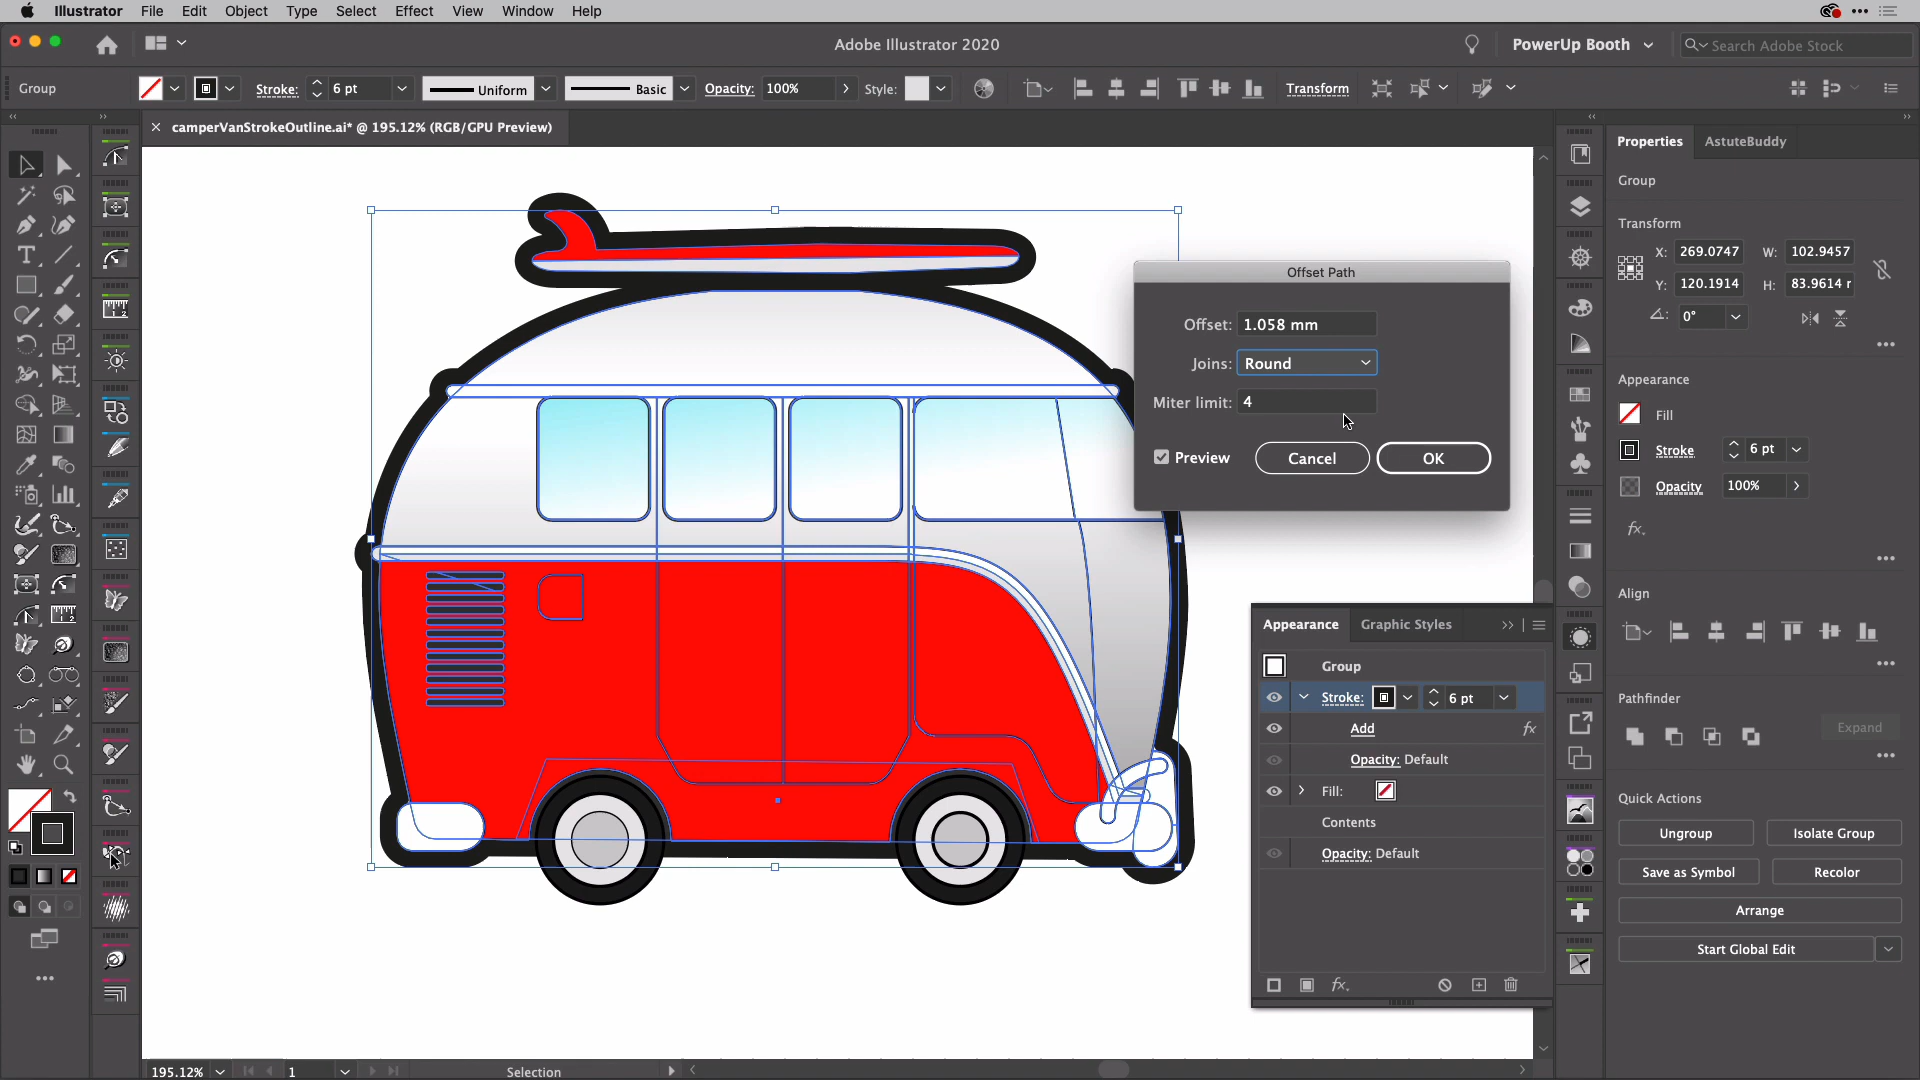 Illustrator File Edit Object Type Select Effect View Window Help
Adobe Illustrator 2020
PowerUp Booth
Search Adobe Stock
Group
Stroke: 6 pt
Uniform
Basic
Opacity: 100%
Style:
Transform
camperVanStrokeOutline.ai* @ 195.12% (RGB/GPU Preview)
Properties
AstuteBuddy
Group
Transform
X: 269.0747 W: 102.9457
Y: 120.1914 H: 83.9614 r
0°
Offset Path
Offset: 1.058 mm
Joins: Round
Miter limit: 4
Preview
Cancel
OK
Appearance
Fill
Stroke 6 pt
Opacity 100%
fx.
Align
Pathfinder
Expand
Quick Actions
Ungroup
Isolate Group
Save as Symbol
Recolor
Arrange
Start Global Edit
Appearance
Graphic Styles
Group
Stroke: 6 pt
Add fx
Opacity: Default
Fill:
Contents
Opacity: Default
fx.
195.12%
1
Selection